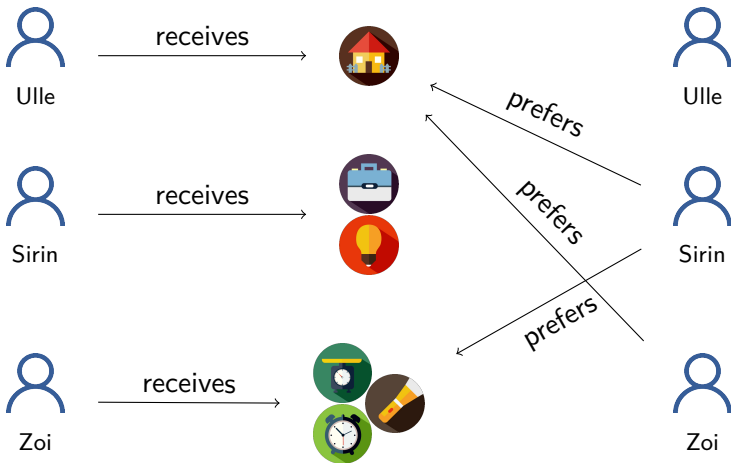 receives
Ulle
Ulle
prefers
receives
prefers
Sirin
Sirin
prefers
receives
Zoi
Zoi